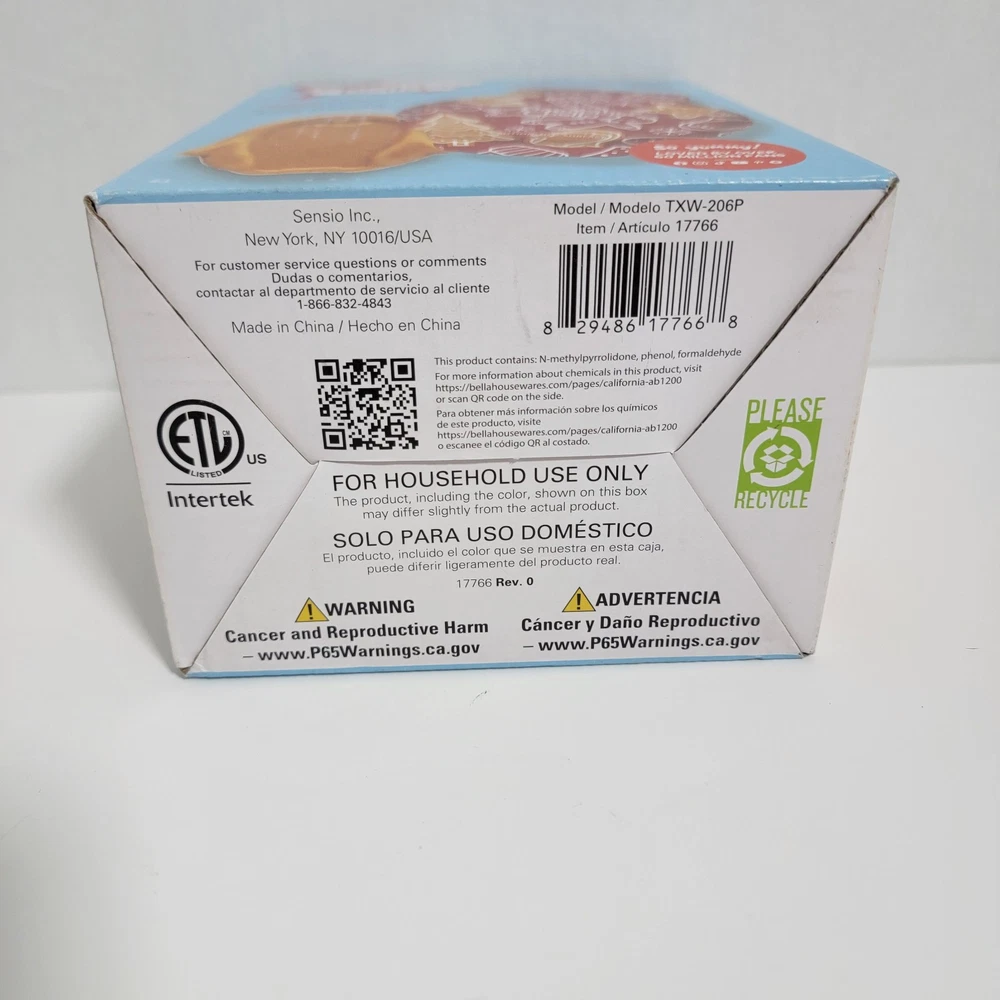 So yummy!
LOVED BY OVER
Sensio Inc.,
New York, NY 10016/USA
For customer service questions or comments
Dudas o comentarios,
contactar al departmento de servicio al cliente
1-866-832-4843
Made in China / Hecho en China
Model / Modelo TXW-206P
Item / Artículo 17766
8 29486 17766 8
This product contains: N-methylpyrrolidone, phenol, formaldehyde
For more information about chemicals in this product, visit
https://bellahousewares.com/pages/california-ab1200
or scan QR code on the side.
Para obtener más información sobre los químicos
de este producto, visite
https://bellahousewares.com/pages/california-ab1200
o escanee el código QR al costado.
ETL CM
LISTED
US
Intertek
PLEASE
RECYCLE
FOR HOUSEHOLD USE ONLY
The product, including the color, shown on this box
may differ slightly from the actual product.
SOLO PARA USO DOMÉSTICO
El producto, incluido el color que se muestra en esta caja,
puede diferir ligeramente del producto real.
17766 Rev. 0
WARNING
Cancer and Reproductive Harm
– www.P65Warnings.ca.gov
ADVERTENCIA
Cáncer y Daño Reproductivo
– www.P65Warnings.ca.gov